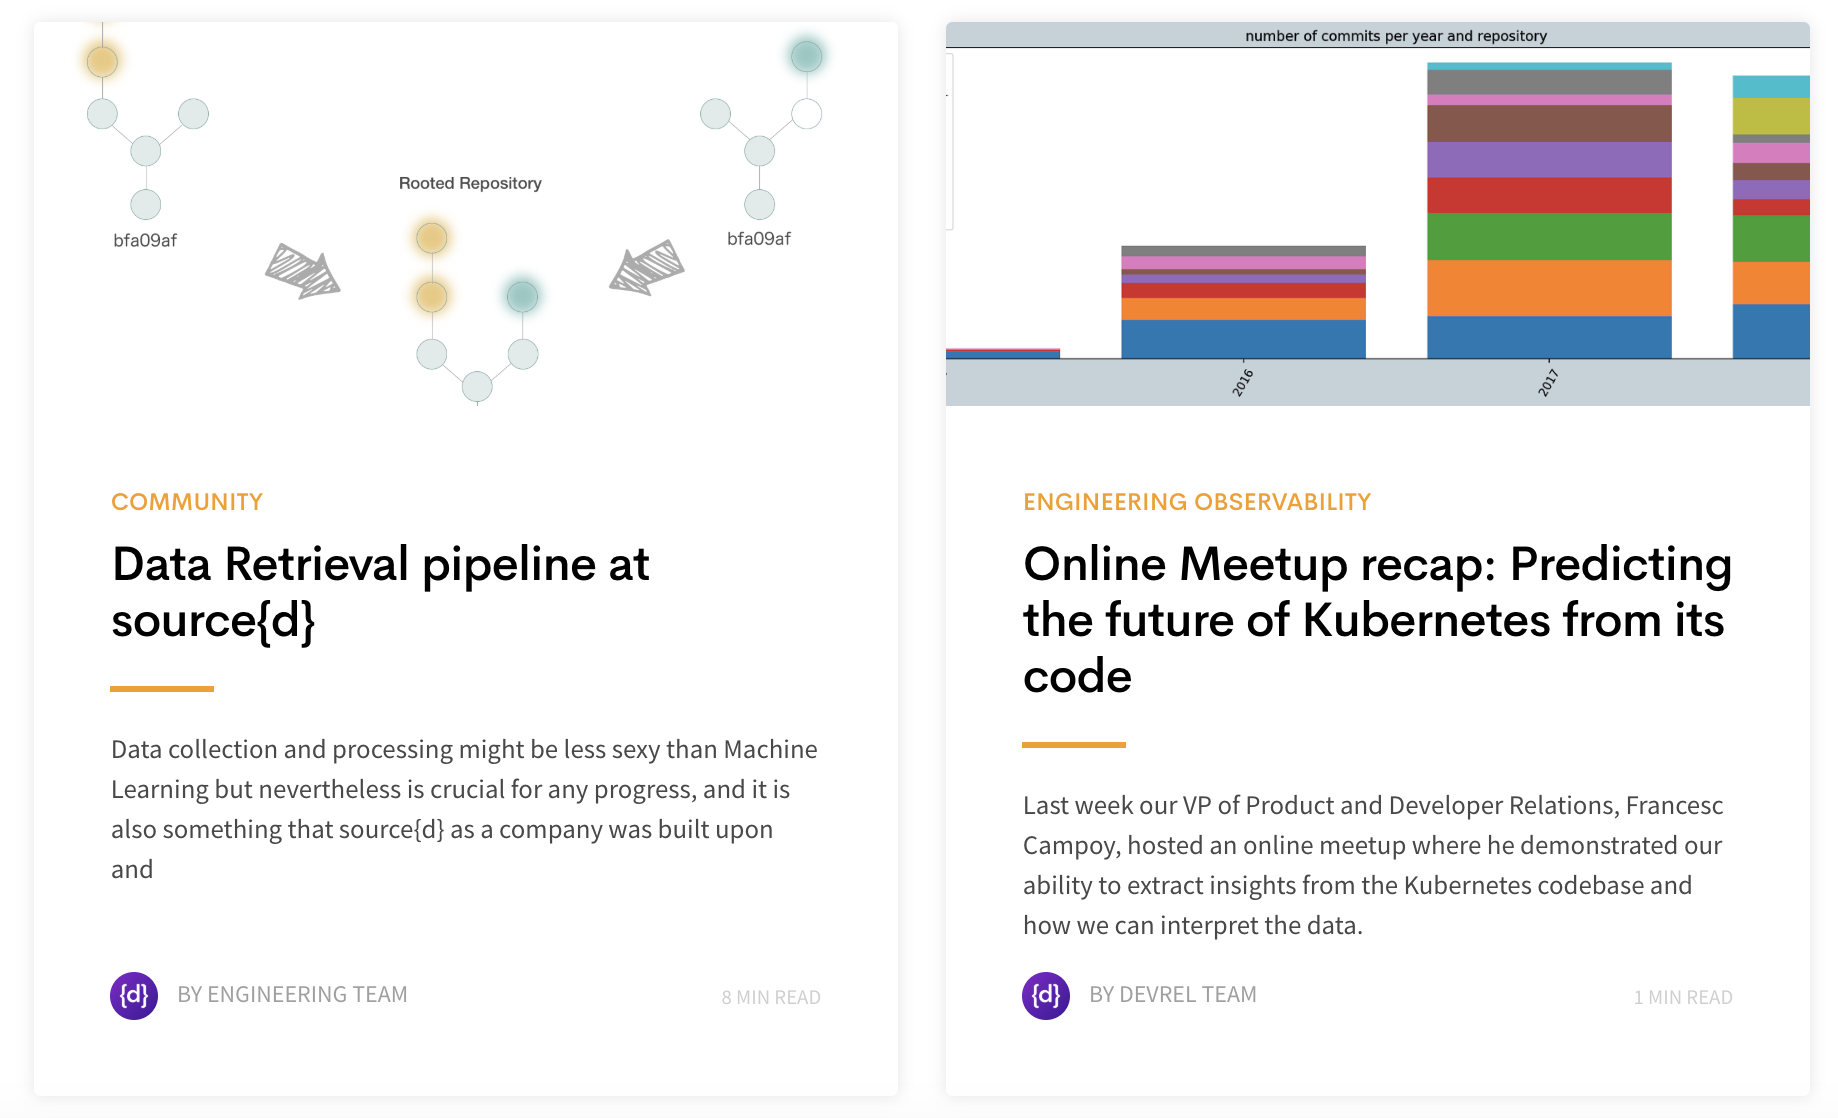 bfa09af
Rooted Repository
bfa09af
COMMUNITY
Data Retrieval pipeline at
source{d}
Data collection and processing might be less sexy than Machine
Learning but nevertheless is crucial for any progress, and it is
also something that source{d} as a company was built upon
and
{d} BY ENGINEERING TEAM
8 MIN READ
number of commits per year and repository
2016
2017
ENGINEERING OBSERVABILITY
Online Meetup recap: Predicting
the future of Kubernetes from its
code
Last week our VP of Product and Developer Relations, Francesc
Campoy, hosted an online meetup where he demonstrated our
ability to extract insights from the Kubernetes codebase and
how we can interpret the data.
{d} BY DEVREL TEAM
1 MIN READ